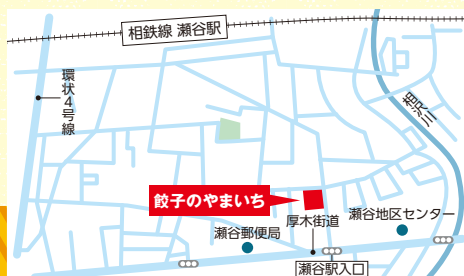 相鉄線 瀬谷駅
環状4号線
相沢川
餃子のやまいち
瀬谷地区センター
厚木街道
瀬谷郵便局
瀬谷駅入口